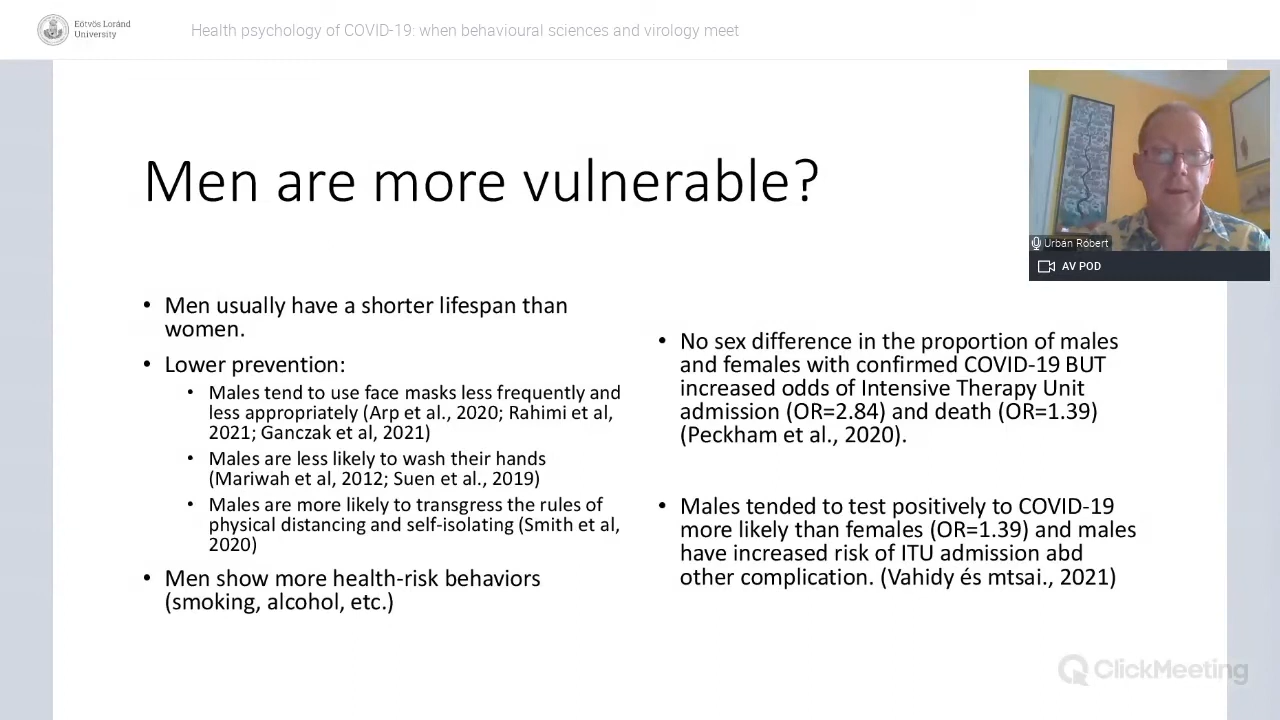 Eötvös Loránd
University
Health psychology of COVID-19: when behavioural sciences and virology meet
Men are more vulnerable?
Urbán Róbert
AV POD
• Men usually have a shorter lifespan than
women.
• Lower prevention:
• Males tend to use face masks less frequently and
less appropriately (Arp et al., 2020; Rahimi et al,
2021; Ganczak et al, 2021)
• Males are less likely to wash their hands
(Mariwah et al, 2012; Suen et al., 2019)
• Males are more likely to transgress the rules of
physical distancing and self-isolating (Smith et al,
2020)
• Men show more health-risk behaviors
(smoking, alcohol, etc.)
• No sex difference in the proportion of males
and females with confirmed COVID-19 BUT
increased odds of Intensive Therapy Unit
admission (OR=2.84) and death (OR=1.39)
(Peckham et al., 2020).
• Males tended to test positively to COVID-19
more likely than females (OR=1.39) and males
have increased risk of ITU admission abd
other complication. (Vahidy és mtsai., 2021)
ClickMeeting